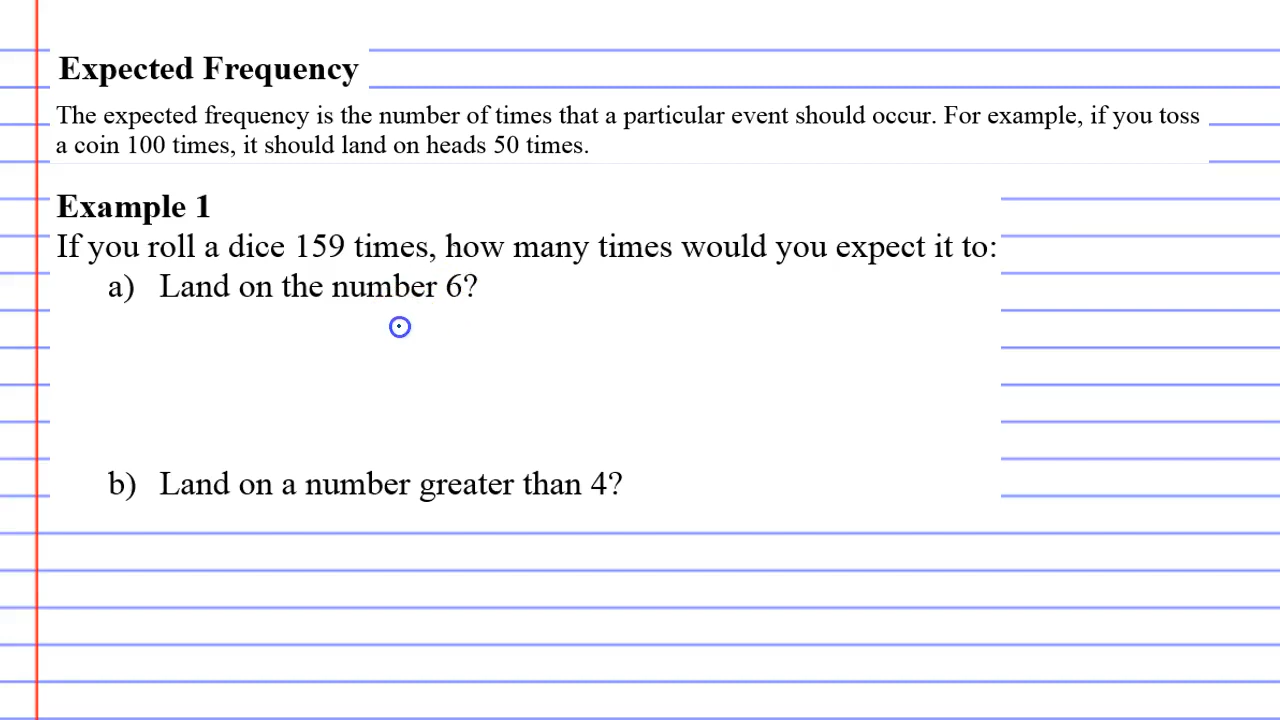 Expected Frequency
The expected frequency is the number of times that a particular event should occur. For example, if you toss
a coin 100 times, it should land on heads 50 times.
Example 1
If you roll a dice 159 times, how many times would you expect it to:
a) Land on the number 6?
b) Land on a number greater than 4?